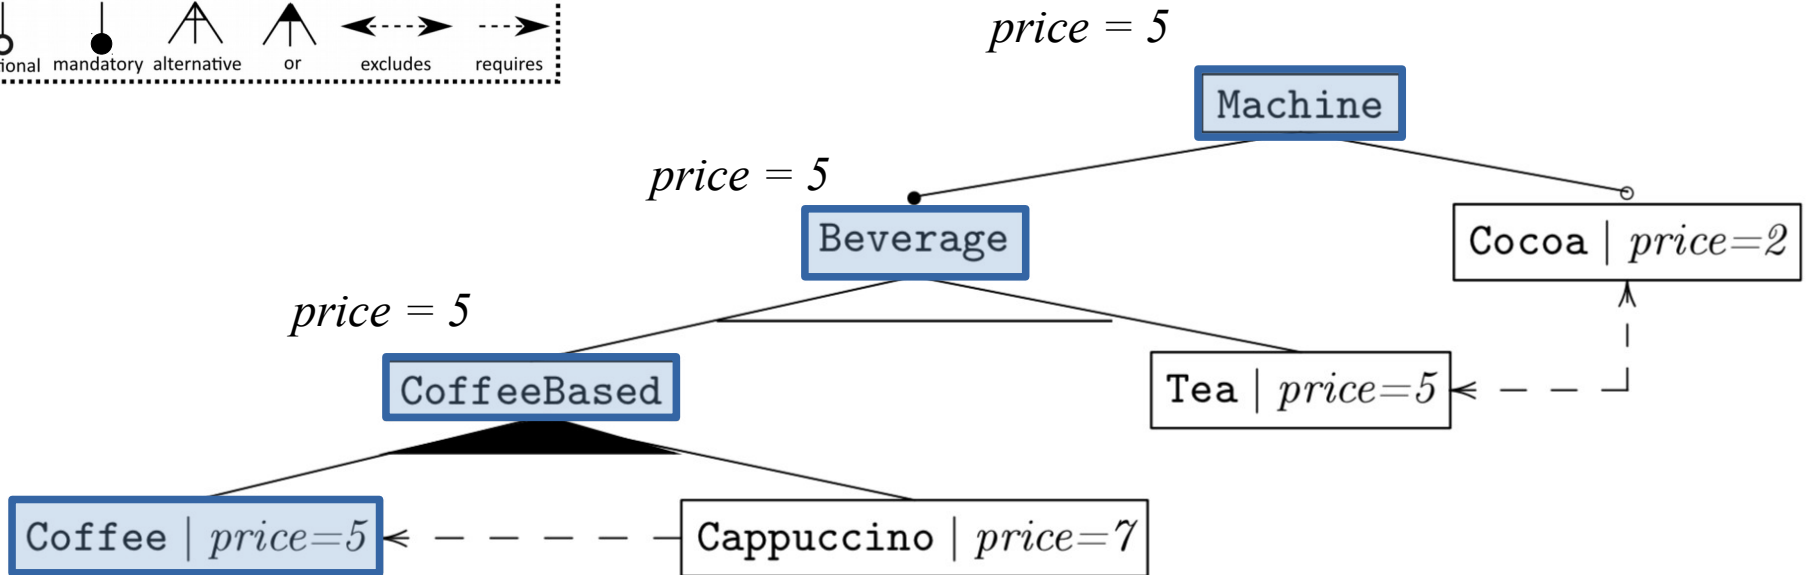 price = 5
ional mandatory alternative or excludes requires
Machine
price = 5
Beverage
Cocoa | price=2
price = 5
CoffeeBased
Tea | price=5
Coffee | price=5
Cappuccino | price=7